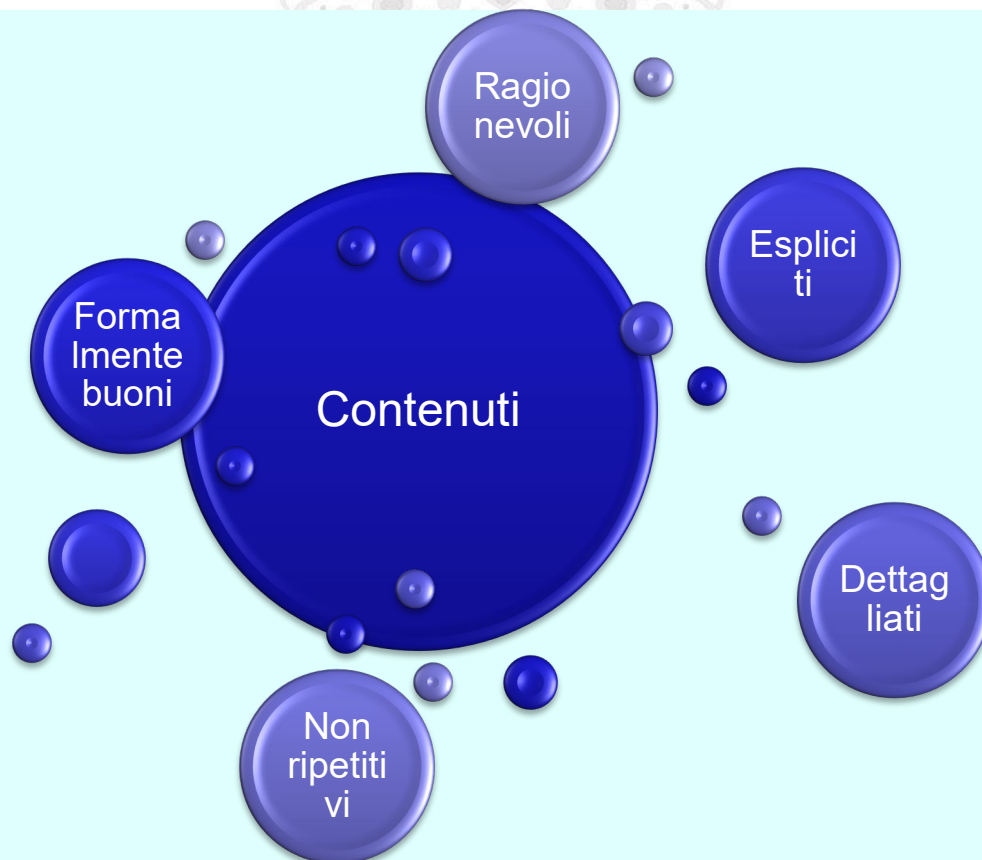 Ragio
nevoli
Esplici
ti
Forma
lmente
buoni
Contenuti
Dettag
liati
Non
ripetiti
vi